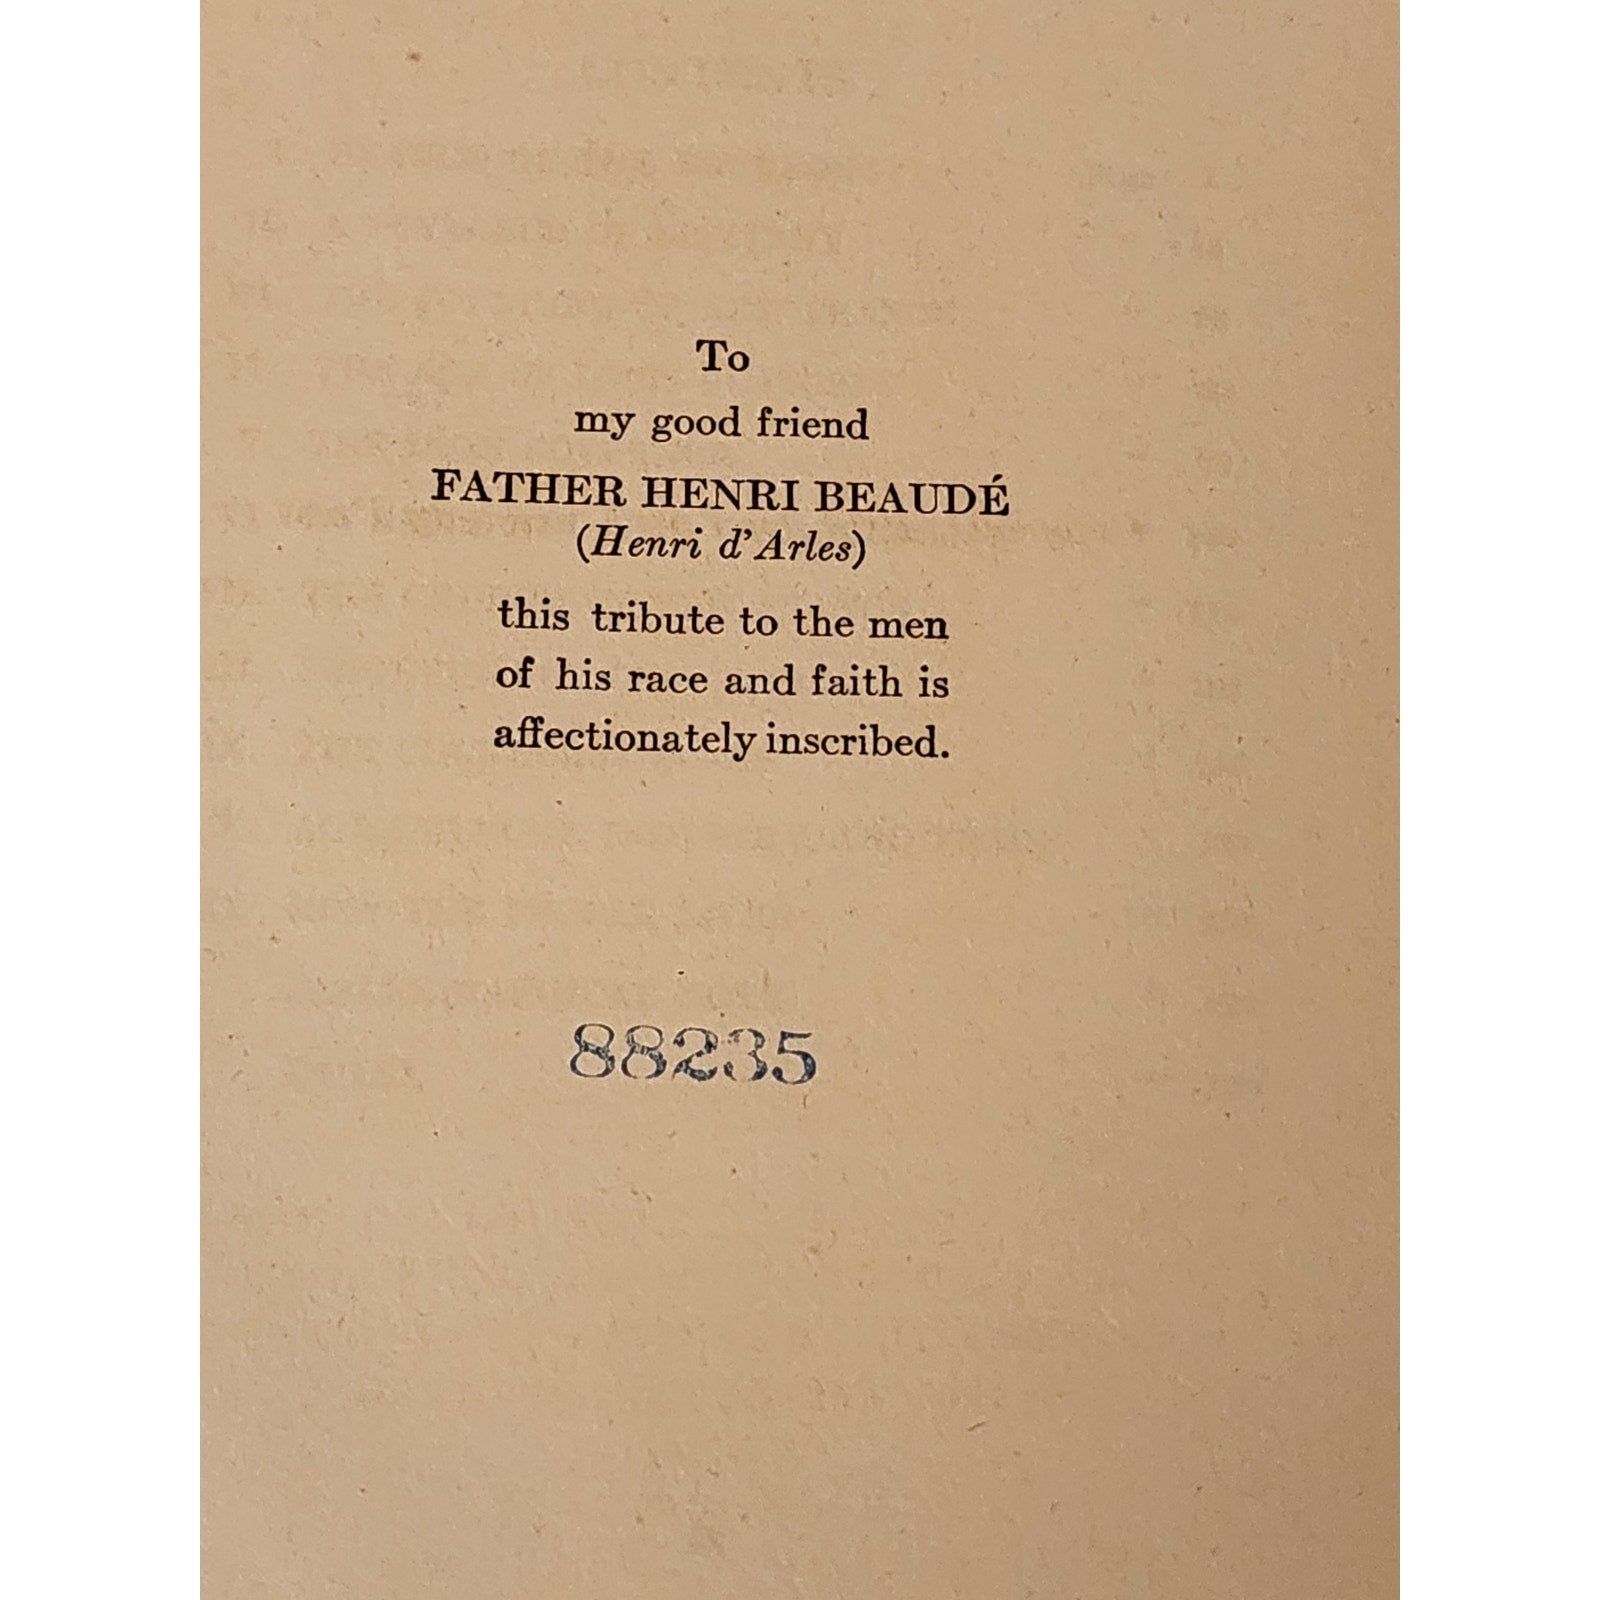 To
my good friend
FATHER HENRI BEAUDÉ
(Henri d'Arles)
this tribute to the men
of his race and faith is
affectionately inscribed.
88235